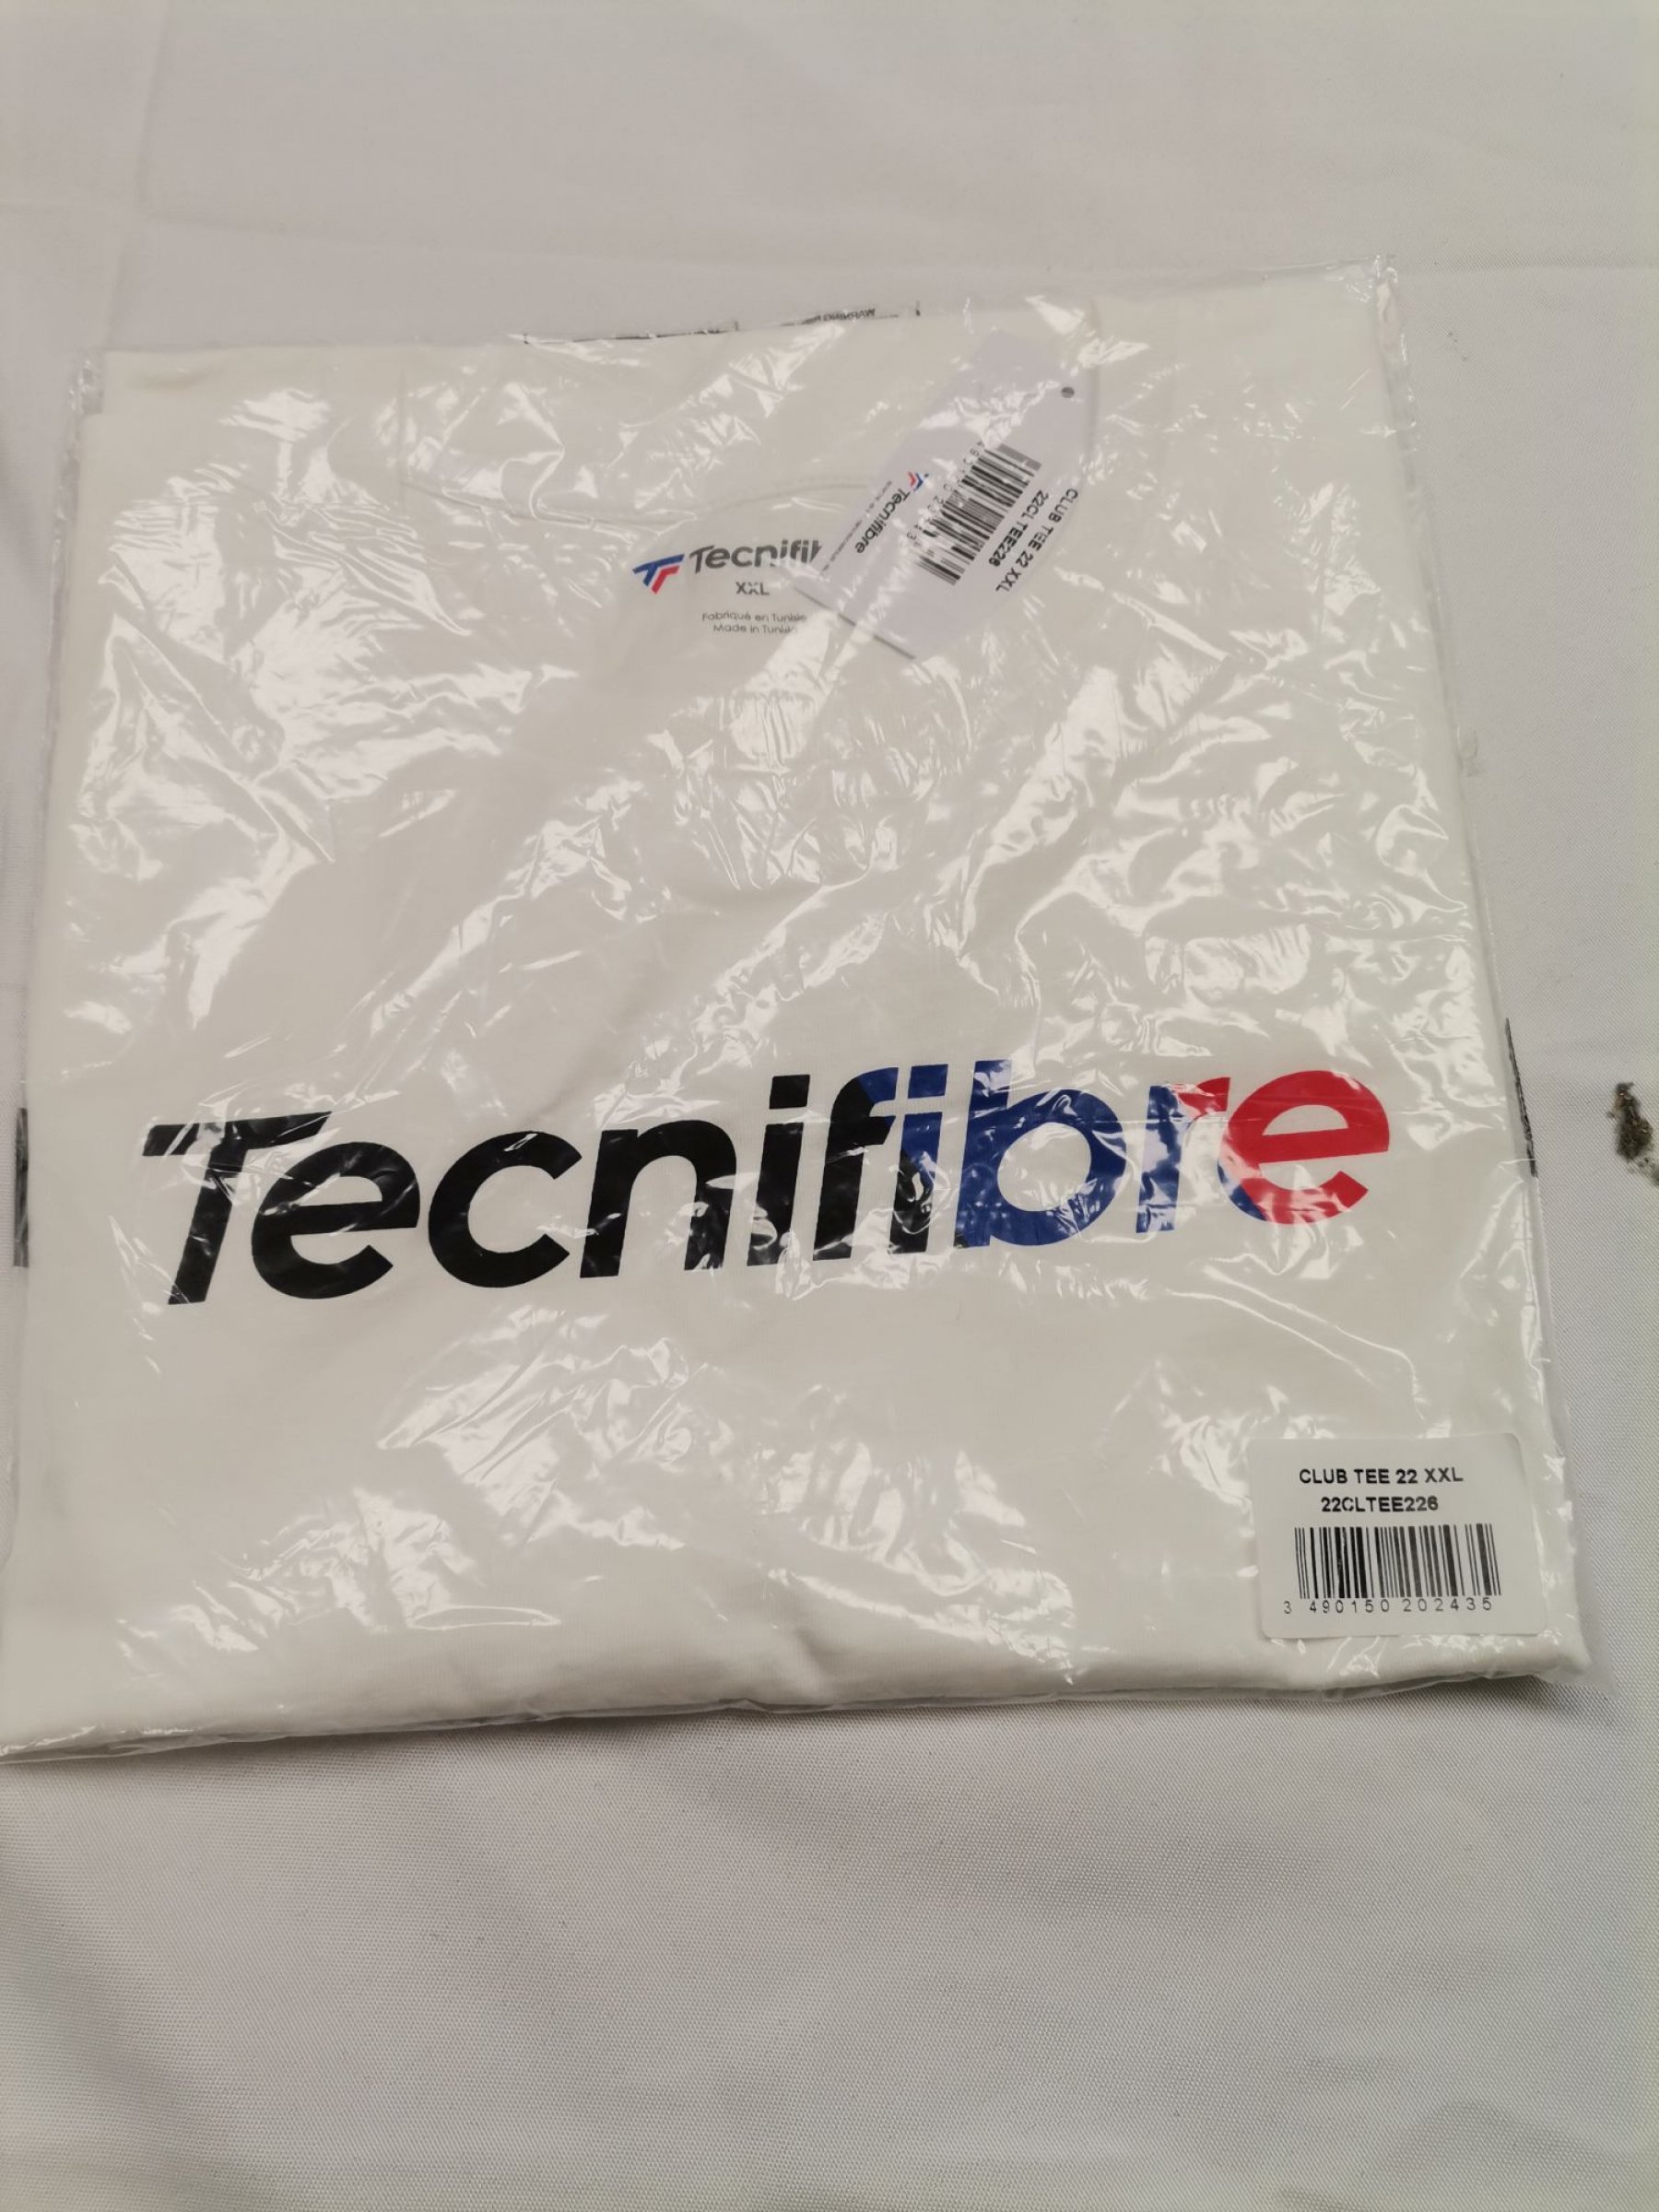 Tecnifib
XXL
Fabriqué en Tunisie
Made in Tunisie
Tecnifibre
CLUB TEE 22 XXL
22CLTEE226
Tecnifibre
CLUB TEE 22 XXL
22CLTEE226
3 490150 202435